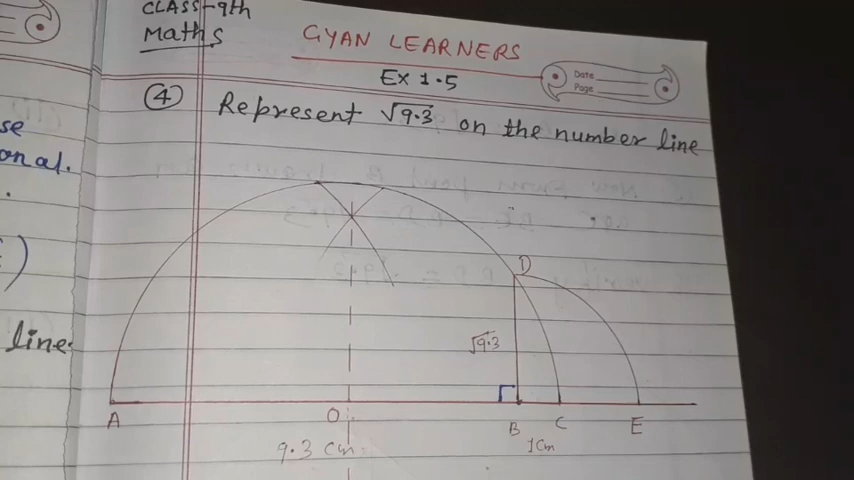 CLASS-9th
Maths
GYAN LEARNERS
Date
Page
Ex 1.5
④ Represent √9.3 on the number line
se
onal.
line.
D
√9.3
A
O
B
C
E
9.3 cm
1cm